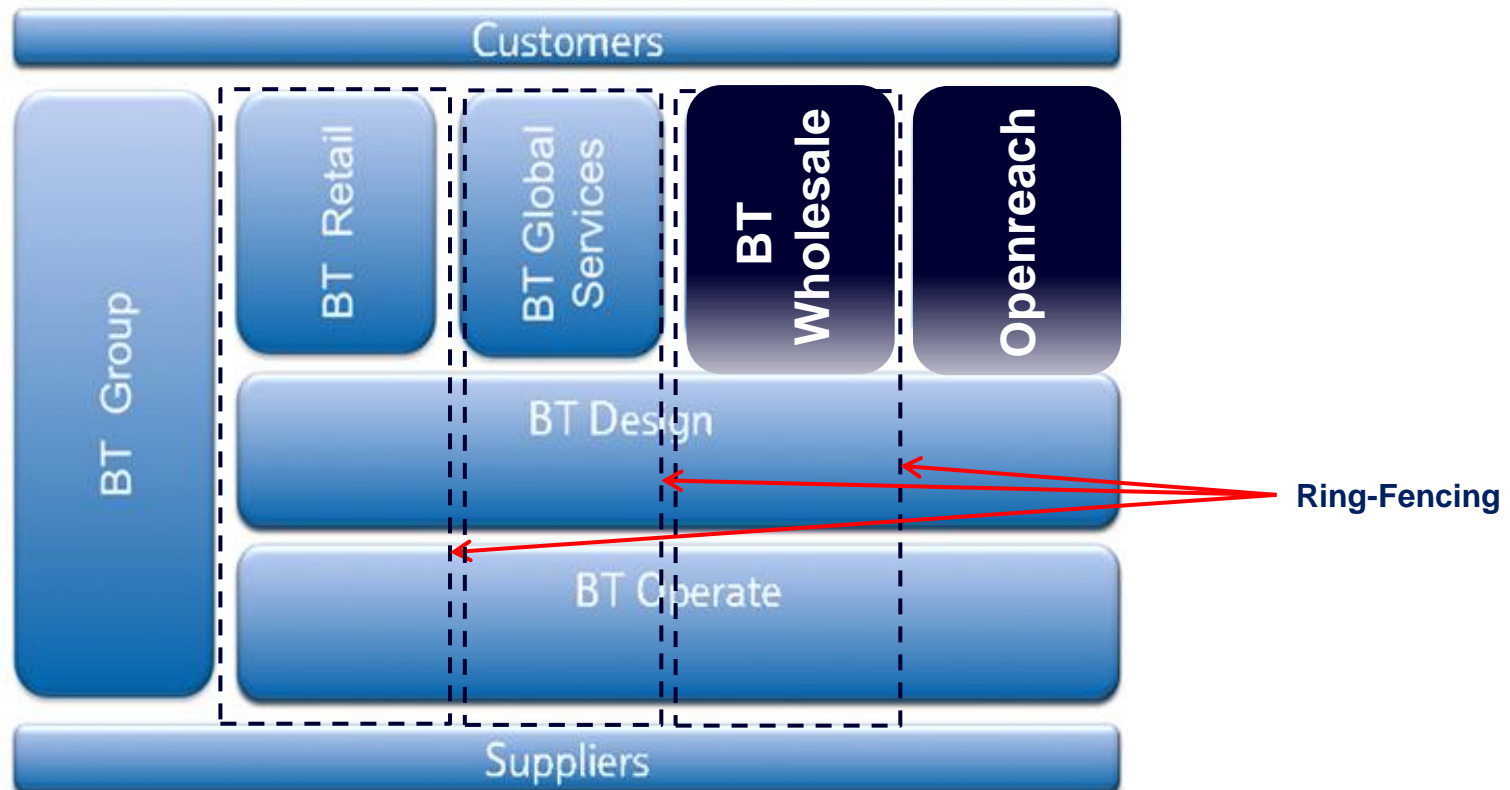 Customers
BT Group
BT Retail
BT Global
Services
BT
Wholesale
Openreach
BT Design
Ring-Fencing
BT Operate
Suppliers